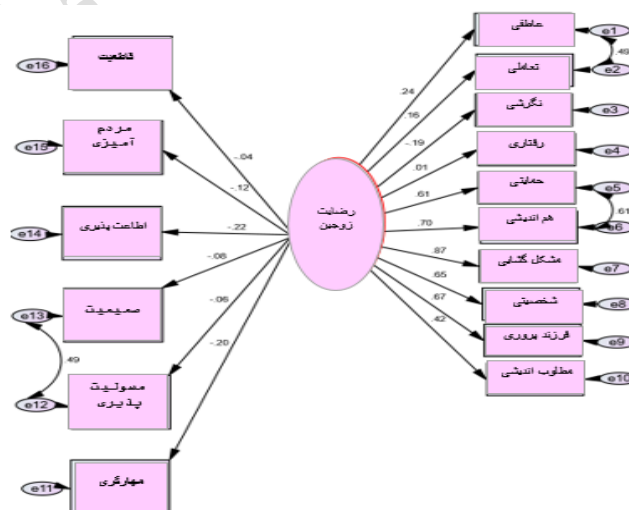 e16
قاطعیت
e15
مردم
آمیزی
e14
اطاعت پذیری
e13
صمیمیت
.49
e12
مسولیت
پذیری
e11
مهارگری
-.04
-.12
-.22
-.08
-.06
-.20
رضایت
زوجین
.24
.16
-.19
.01
.61
.70
.87
.65
.67
.42
عاطفی
e1
.49
تعاملی
e2
نگرشی
e3
رفتاری
e4
حمایتی
e5
.61
هم اندیشی
e6
مشکل گشایی
e7
شخصیتی
e8
فرزند پروری
e9
مطلوب اندیشی
e10